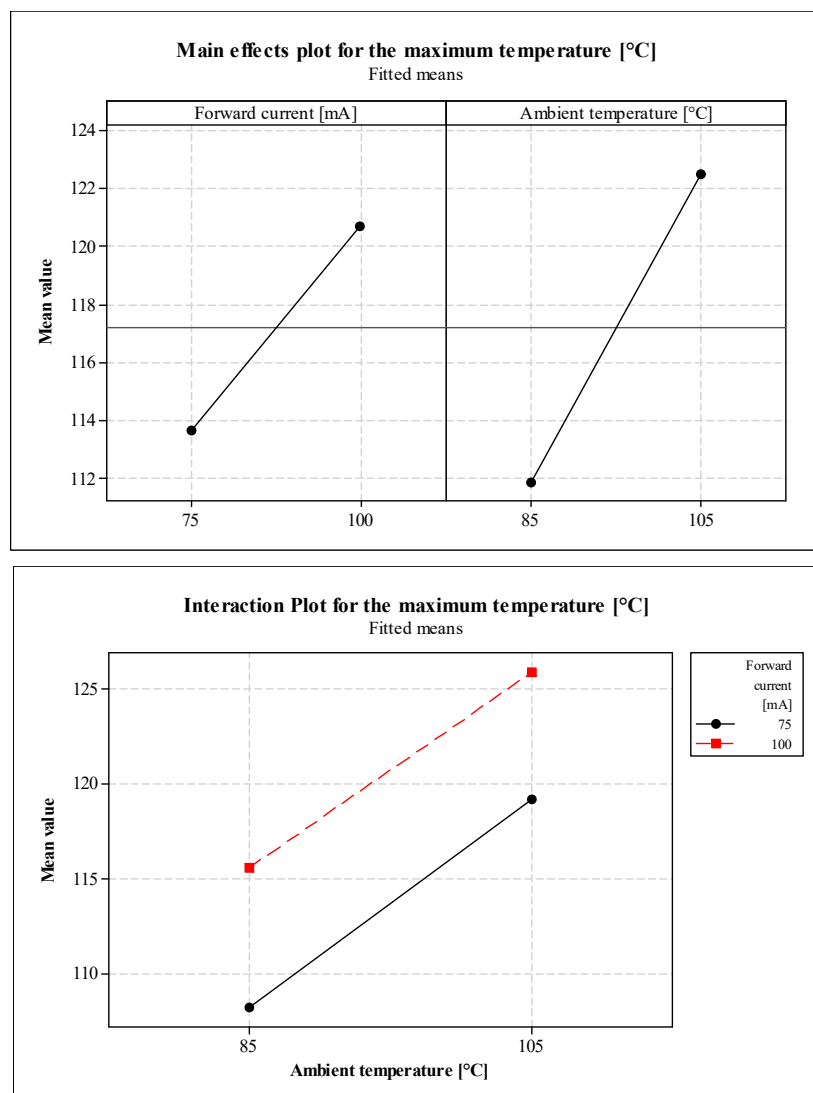 Main effects plot for the maximum temperature [°C]
Fitted means
Forward current [mA] Ambient temperature [°C]
Mean value
124
122
120
118
116
114
112
75 100 85 105
Interaction Plot for the maximum temperature [°C]
Fitted means
Mean value
125
120
115
110
85 105
Ambient temperature [°C]
Forward
current
[mA]
75
100